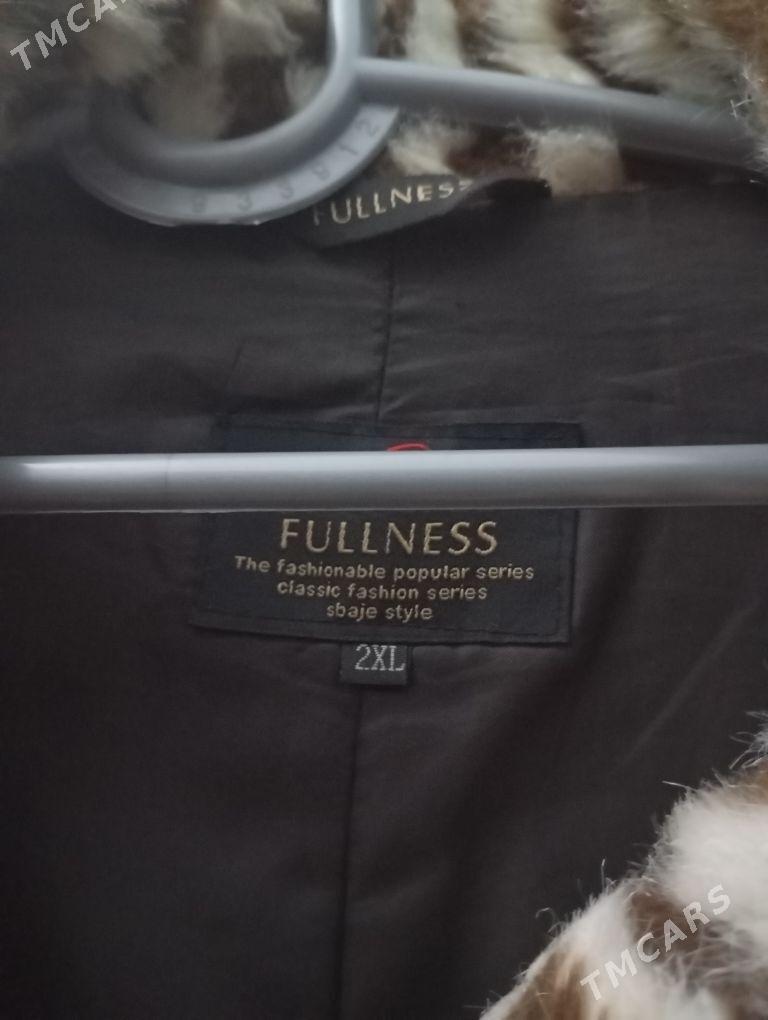 TMCARS
FULLNESS
FULLNESS
The fashionable popular series
classic fashion series
sbaje style
2XL
TMCARS